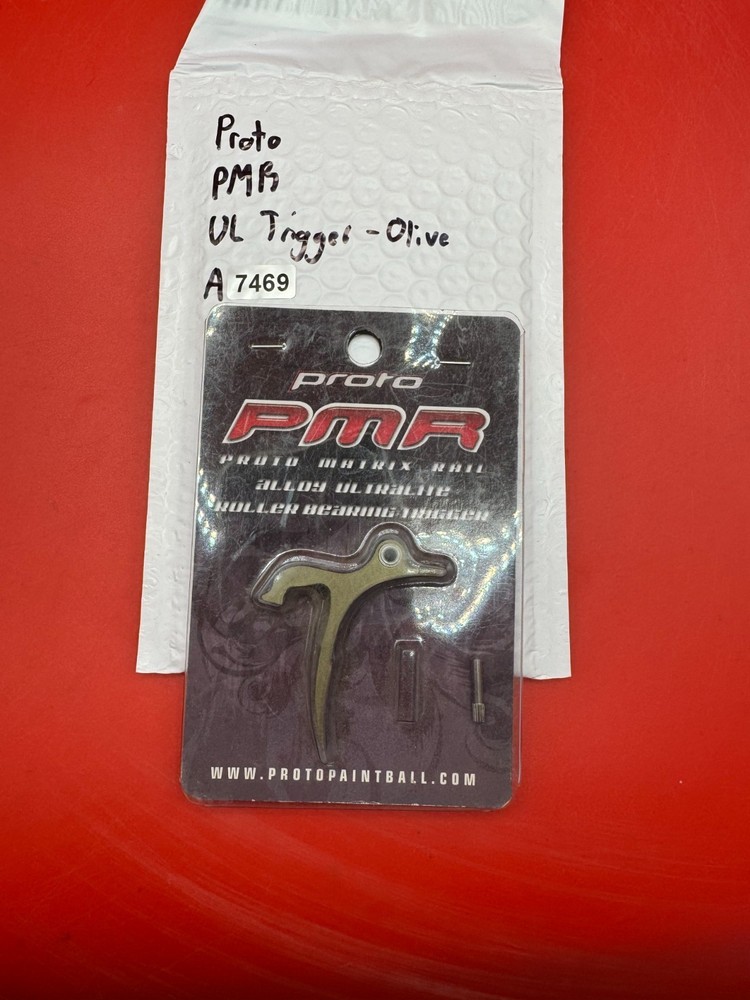 Proto
PMR
UL Trigger - Olive
A 7469
proto
PMR
PROTO MATRIX RAIL
ALLOY ULTRALITE
ROLLER BEARING TRIGGER
WWW.PROTOPAINTBALL.COM